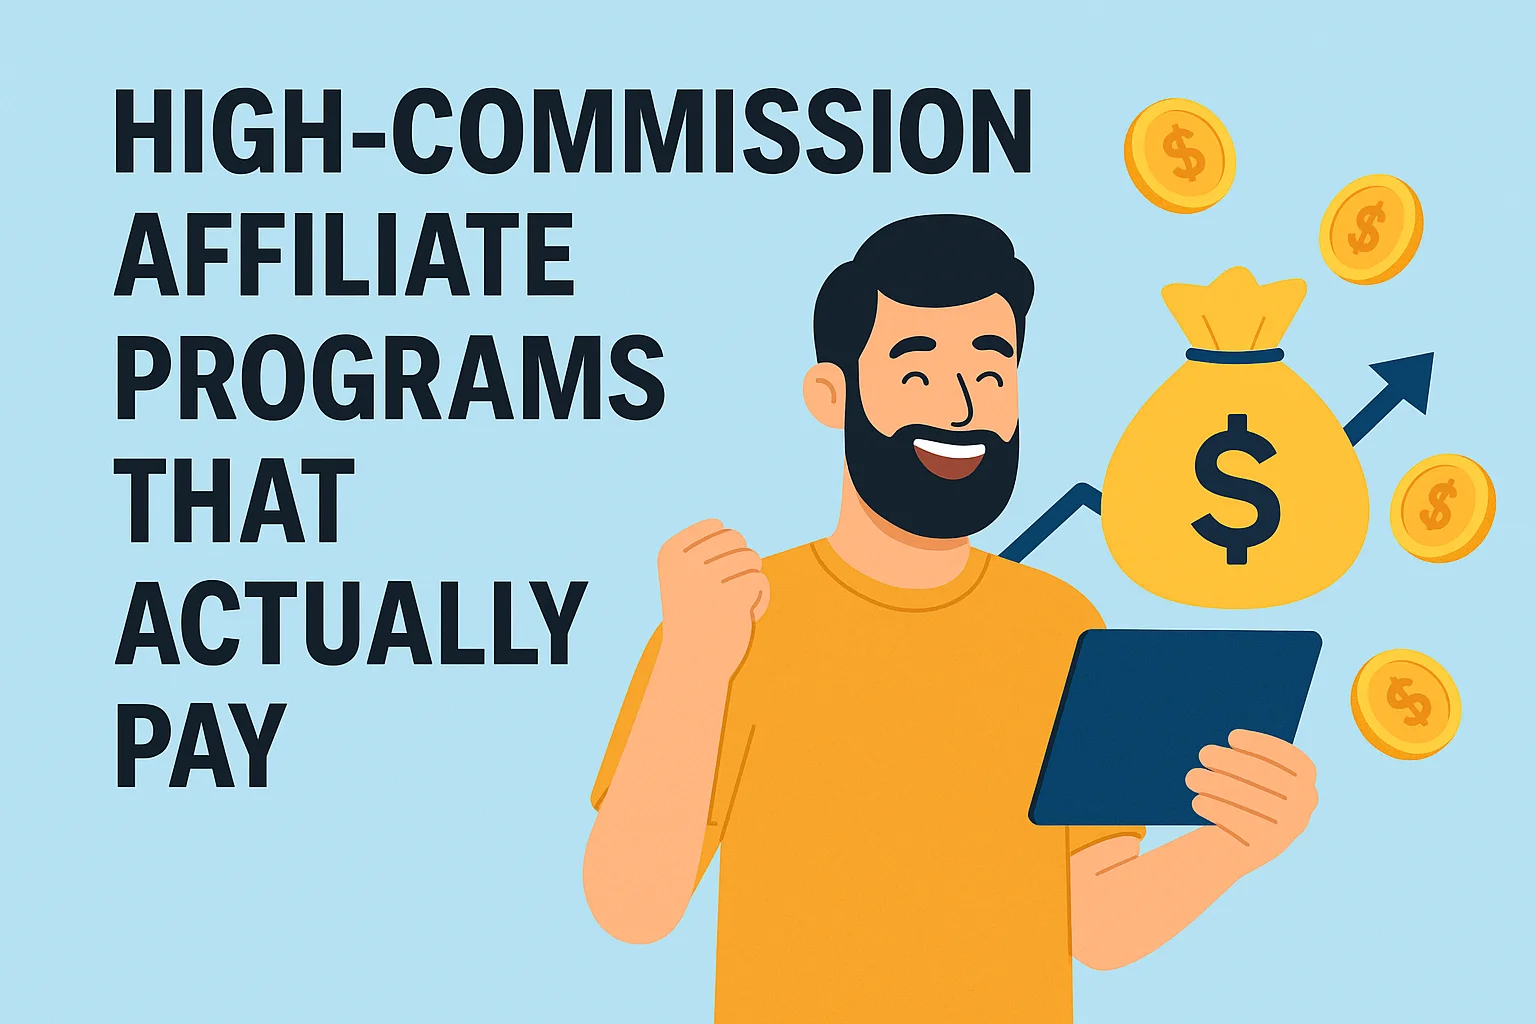 HIGH-COMMISSION
AFFILIATE
PROGRAMS
THAT
ACTUALLY
PAY
$
$
$
$
$